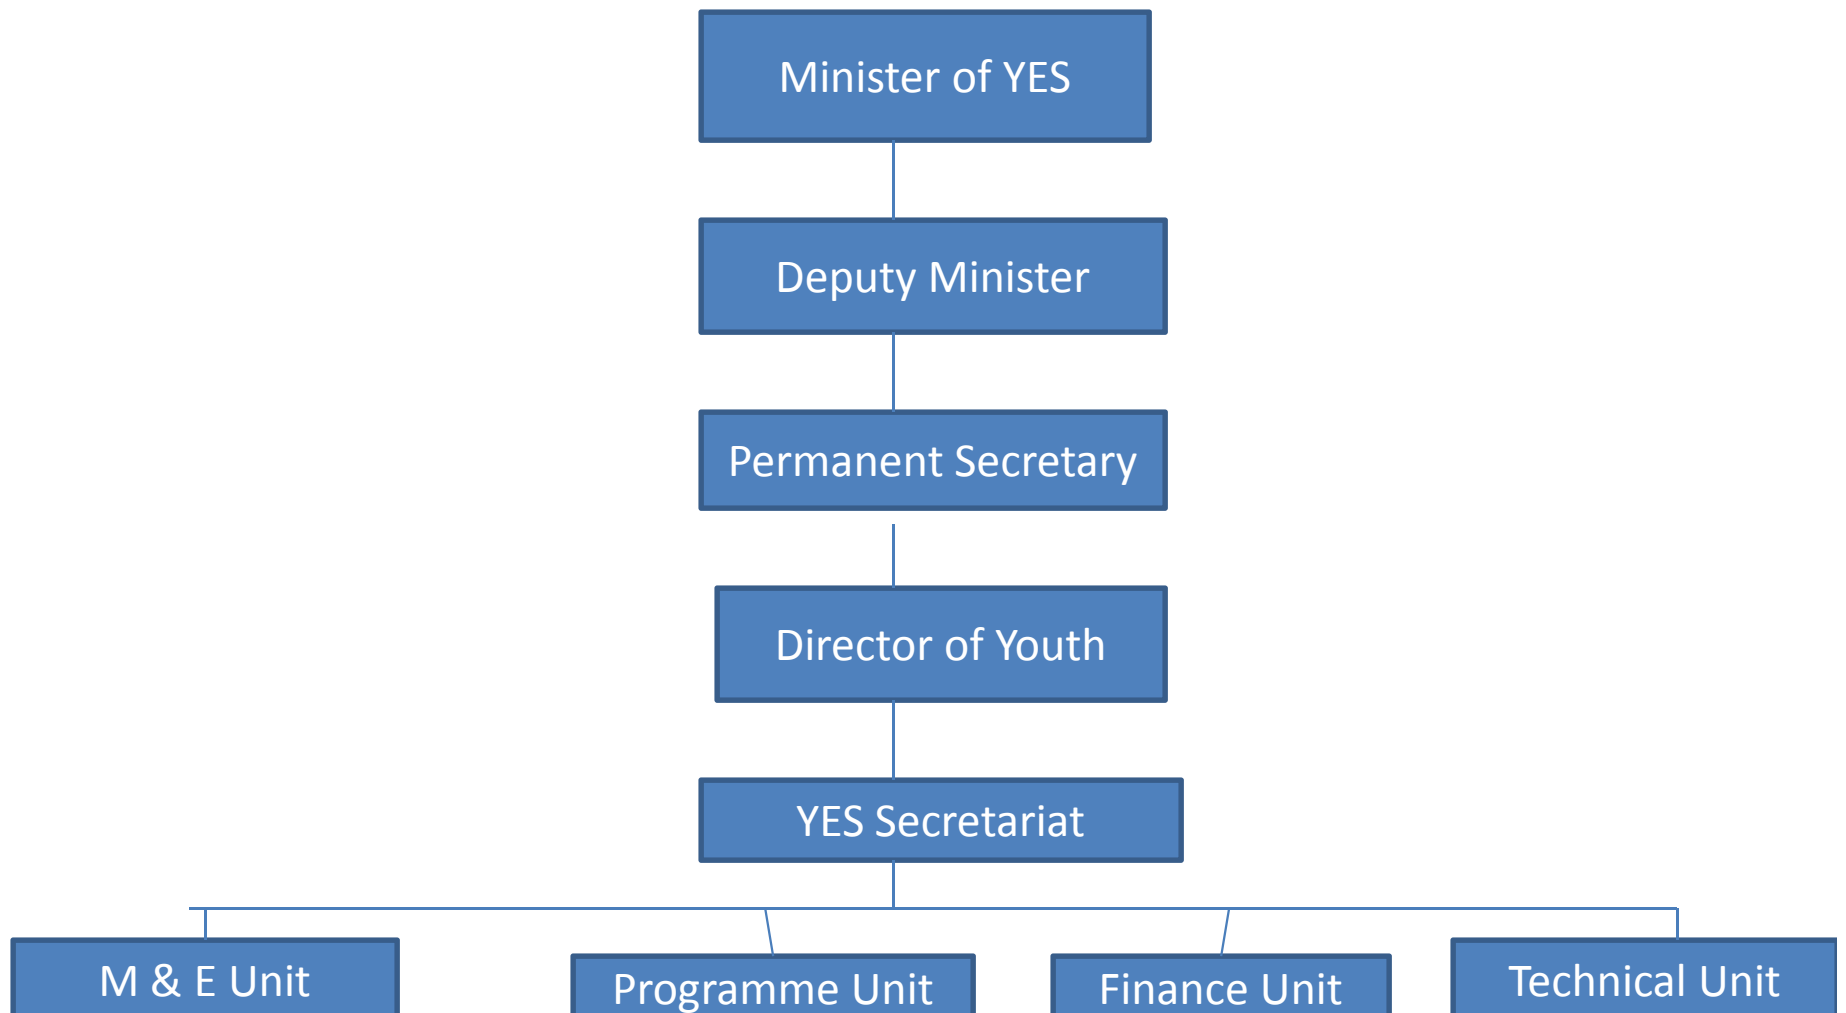 Minister of YES
Deputy Minister
Permanent Secretary
Director of Youth
YES Secretariat
M & E Unit
Programme Unit
Finance Unit
Technical Unit